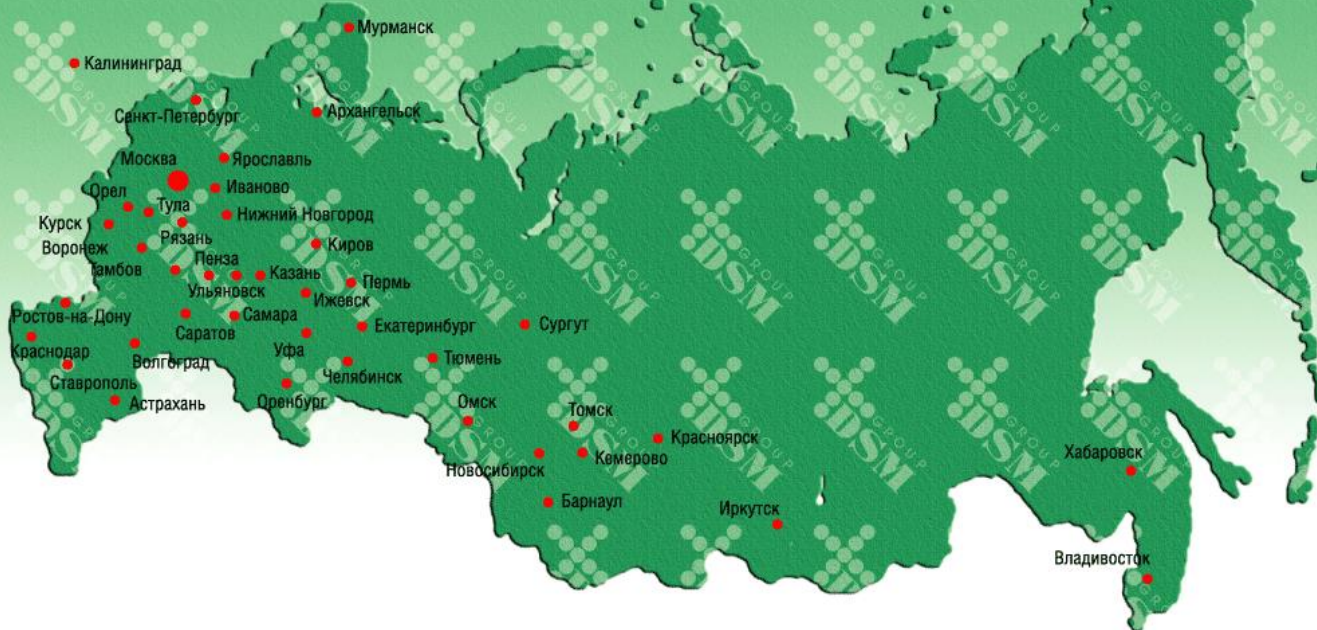 Мурманск
Калининград
Санкт-Петербург
Архангельск
Москва
Ярославль
Иваново
Орел
Тула
Нижний Новгород
Курск
Рязань
Воронеж
Киров
Тамбов
Пенза
Казань
Ульяновск
Пермь
Ижевск
Ростов-на-Дону
Саратов
Самара
Екатеринбург
Сургут
Краснодар
Волгоград
Уфа
Тюмень
Челябинск
Ставрополь
Астрахань
Оренбург
Омск
Томск
Красноярск
Кемерово
Новосибирск
Хабаровск
Барнаул
Иркутск
Владивосток
DSM GROUP